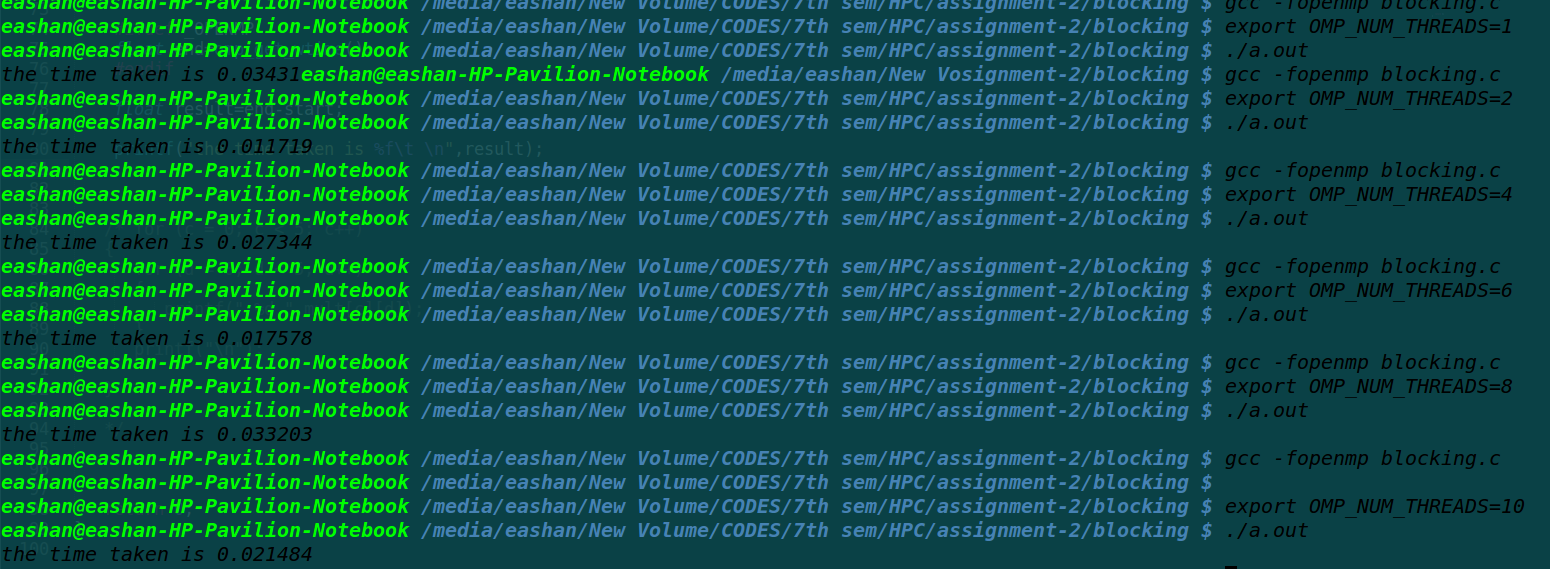 eashan@eashan-HP-Pavilion-Notebook /media/eashan/New Volume/CODES/7th sem/HPC/assignment-2/blocking $ gcc -fopenmp blocking.c
eashan@eashan-HP-Pavilion-Notebook /media/eashan/New Volume/CODES/7th sem/HPC/assignment-2/blocking $ export OMP_NUM_THREADS=1
eashan@eashan-HP-Pavilion-Notebook /media/eashan/New Volume/CODES/7th sem/HPC/assignment-2/blocking $ ./a.out
the time taken is 0.03431eashan@eashan-HP-Pavilion-Notebook /media/eashan/New Vosignment-2/blocking $ gcc -fopenmp blocking.c
eashan@eashan-HP-Pavilion-Notebook /media/eashan/New Volume/CODES/7th sem/HPC/assignment-2/blocking $ export OMP_NUM_THREADS=2
eashan@eashan-HP-Pavilion-Notebook /media/eashan/New Volume/CODES/7th sem/HPC/assignment-2/blocking $ ./a.out
the time taken is 0.011719
eashan@eashan-HP-Pavilion-Notebook /media/eashan/New Volume/CODES/7th sem/HPC/assignment-2/blocking $ gcc -fopenmp blocking.c
eashan@eashan-HP-Pavilion-Notebook /media/eashan/New Volume/CODES/7th sem/HPC/assignment-2/blocking $ export OMP_NUM_THREADS=4
eashan@eashan-HP-Pavilion-Notebook /media/eashan/New Volume/CODES/7th sem/HPC/assignment-2/blocking $ ./a.out
the time taken is 0.027344
eashan@eashan-HP-Pavilion-Notebook /media/eashan/New Volume/CODES/7th sem/HPC/assignment-2/blocking $ gcc -fopenmp blocking.c
eashan@eashan-HP-Pavilion-Notebook /media/eashan/New Volume/CODES/7th sem/HPC/assignment-2/blocking $ export OMP_NUM_THREADS=6
eashan@eashan-HP-Pavilion-Notebook /media/eashan/New Volume/CODES/7th sem/HPC/assignment-2/blocking $ ./a.out
the time taken is 0.017578
eashan@eashan-HP-Pavilion-Notebook /media/eashan/New Volume/CODES/7th sem/HPC/assignment-2/blocking $ gcc -fopenmp blocking.c
eashan@eashan-HP-Pavilion-Notebook /media/eashan/New Volume/CODES/7th sem/HPC/assignment-2/blocking $ export OMP_NUM_THREADS=8
eashan@eashan-HP-Pavilion-Notebook /media/eashan/New Volume/CODES/7th sem/HPC/assignment-2/blocking $ ./a.out
the time taken is 0.033203
eashan@eashan-HP-Pavilion-Notebook /media/eashan/New Volume/CODES/7th sem/HPC/assignment-2/blocking $ gcc -fopenmp blocking.c
eashan@eashan-HP-Pavilion-Notebook /media/eashan/New Volume/CODES/7th sem/HPC/assignment-2/blocking $
eashan@eashan-HP-Pavilion-Notebook /media/eashan/New Volume/CODES/7th sem/HPC/assignment-2/blocking $ export OMP_NUM_THREADS=10
eashan@eashan-HP-Pavilion-Notebook /media/eashan/New Volume/CODES/7th sem/HPC/assignment-2/blocking $ ./a.out
the time taken is 0.021484